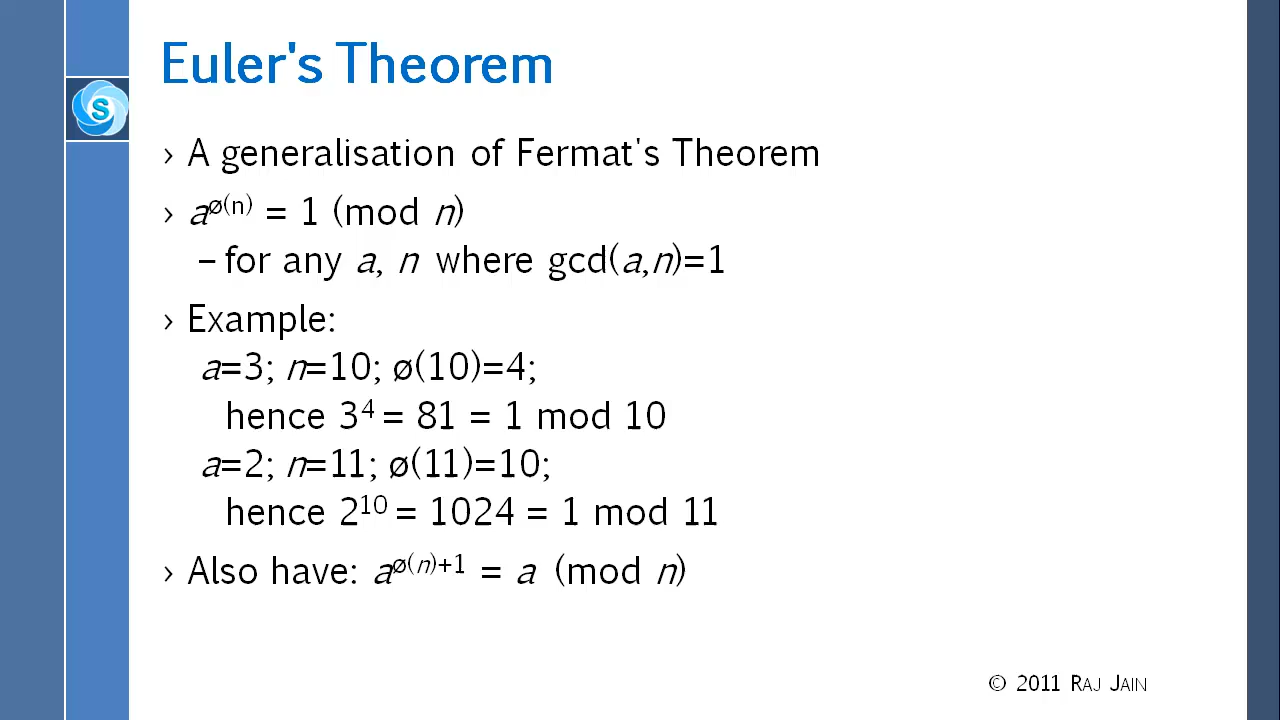 Euler's Theorem
S
› A generalisation of Fermat's Theorem
› a^ø(n) = 1 (mod n)
– for any a, n where gcd(a,n)=1
› Example:
a=3; n=10; ø(10)=4;
hence 3⁴ = 81 = 1 mod 10
a=2; n=11; ø(11)=10;
hence 2¹⁰ = 1024 = 1 mod 11
› Also have: a^ø(n)+1 = a (mod n)
© 2011 RAJ JAIN